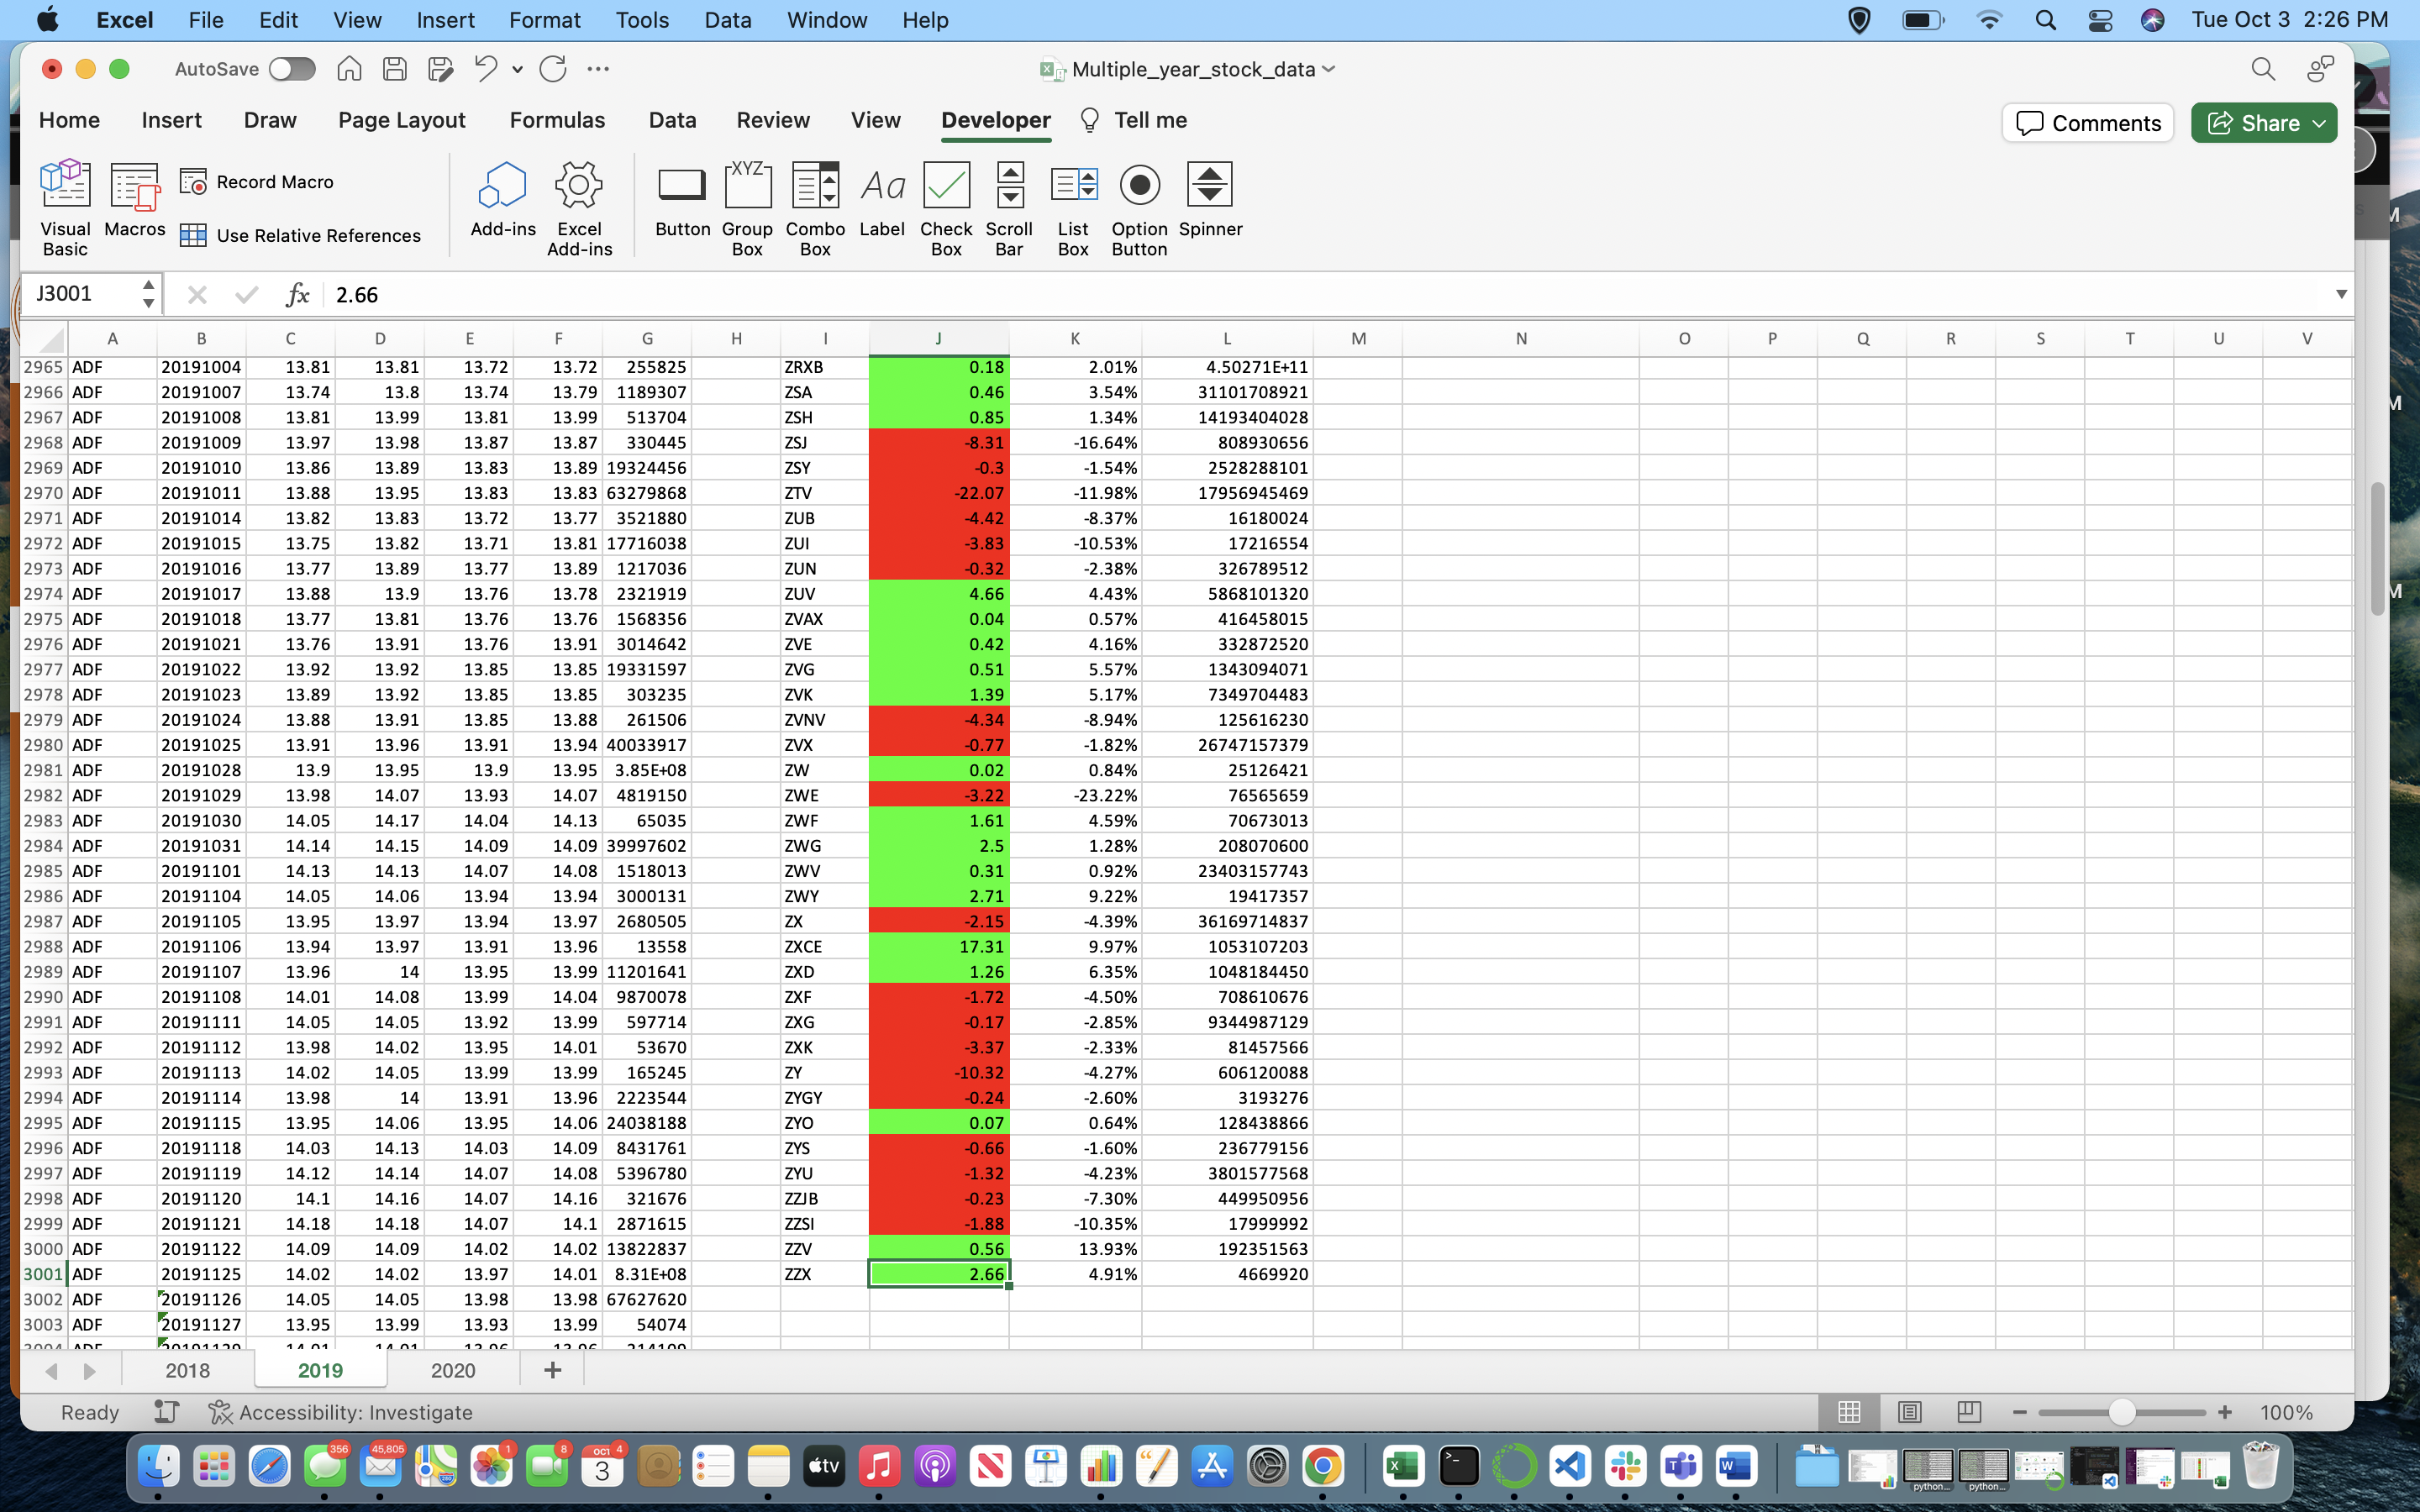 Excel File Edit View Insert Format Tools Data Window Help Tue Oct 3 2:26 PM
AutoSave Multiple_year_stock_data
Home Insert Draw Page Layout Formulas Data Review View Developer Tell me Comments Share
Visual Basic Macros Record Macro Use Relative References Add-ins Excel Add-ins XYZ Button Group Box Combo Box Aa Label Check Box Scroll Bar List Box Option Button Spinner
J3001 fx 2.66
A B C D E F G H I J K L M N O P Q R S T U V
2965 ADF 20191004 13.81 13.81 13.72 13.72 255825 ZRXB 0.18 2.01% 4.50271E+11
2966 ADF 20191007 13.74 13.8 13.74 13.79 1189307 ZSA 0.46 3.54% 31101708921
2967 ADF 20191008 13.81 13.99 13.81 13.99 513704 ZSH 0.85 1.34% 14193404028
2968 ADF 20191009 13.97 13.98 13.87 13.87 330445 ZSJ -8.31 -16.64% 808930656
2969 ADF 20191010 13.86 13.89 13.83 13.89 19324456 ZSY -0.3 -1.54% 2528288101
2970 ADF 20191011 13.88 13.95 13.83 13.83 63279868 ZTV -22.07 -11.98% 17956945469
2971 ADF 20191014 13.82 13.83 13.72 13.77 3521880 ZUB -4.42 -8.37% 16180024
2972 ADF 20191015 13.75 13.82 13.71 13.81 17716038 ZUI -3.83 -10.53% 17216554
2973 ADF 20191016 13.77 13.89 13.77 13.89 1217036 ZUN -0.32 -2.38% 326789512
2974 ADF 20191017 13.88 13.9 13.76 13.78 2321919 ZUV 4.66 4.43% 5868101320
2975 ADF 20191018 13.77 13.81 13.76 13.76 1568356 ZVAX 0.04 0.57% 416458015
2976 ADF 20191021 13.76 13.91 13.76 13.91 3014642 ZVE 0.42 4.16% 332872520
2977 ADF 20191022 13.92 13.92 13.85 13.85 19331597 ZVG 0.51 5.57% 1343094071
2978 ADF 20191023 13.89 13.92 13.85 13.85 303235 ZVK 1.39 5.17% 7349704483
2979 ADF 20191024 13.88 13.91 13.85 13.88 261506 ZVNV -4.34 -8.94% 125616230
2980 ADF 20191025 13.91 13.96 13.91 13.94 40033917 ZVX -0.77 -1.82% 26747157379
2981 ADF 20191028 13.9 13.95 13.9 13.95 3.85E+08 ZW 0.02 0.84% 25126421
2982 ADF 20191029 13.98 14.07 13.93 14.07 4819150 ZWE -3.22 -23.22% 76565659
2983 ADF 20191030 14.05 14.17 14.04 14.13 65035 ZWF 1.61 4.59% 70673013
2984 ADF 20191031 14.14 14.15 14.09 14.09 39997602 ZWG 2.5 1.28% 208070600
2985 ADF 20191101 14.13 14.13 14.07 14.08 1518013 ZWV 0.31 0.92% 23403157743
2986 ADF 20191104 14.05 14.06 13.94 13.94 3000131 ZWY 2.71 9.22% 19417357
2987 ADF 20191105 13.95 13.97 13.94 13.97 2680505 ZX -2.15 -4.39% 36169714837
2988 ADF 20191106 13.94 13.97 13.91 13.96 13558 ZXCE 17.31 9.97% 1053107203
2989 ADF 20191107 13.96 14 13.95 13.99 11201641 ZXD 1.26 6.35% 1048184450
2990 ADF 20191108 14.01 14.08 13.99 14.04 9870078 ZXF -1.72 -4.50% 708610676
2991 ADF 20191111 14.05 14.05 13.92 13.99 597714 ZXG -0.17 -2.85% 9344987129
2992 ADF 20191112 13.98 14.02 13.95 14.01 53670 ZXK -3.37 -2.33% 81457566
2993 ADF 20191113 14.02 14.05 13.99 13.99 165245 ZY -10.32 -4.27% 606120088
2994 ADF 20191114 13.98 14 13.91 13.96 2223544 ZYGY -0.24 -2.60% 3193276
2995 ADF 20191115 13.95 14.06 13.95 14.06 24038188 ZYO 0.07 0.64% 128438866
2996 ADF 20191118 14.03 14.13 14.03 14.09 8431761 ZYS -0.66 -1.60% 236779156
2997 ADF 20191119 14.12 14.14 14.07 14.08 5396780 ZYU -1.32 -4.23% 3801577568
2998 ADF 20191120 14.1 14.16 14.07 14.16 321676 ZZJB -0.23 -7.30% 449950956
2999 ADF 20191121 14.18 14.18 14.07 14.1 2871615 ZZSI -1.88 -10.35% 17999992
3000 ADF 20191122 14.09 14.09 14.02 14.02 13822837 ZZV 0.56 13.93% 192351563
3001 ADF 20191125 14.02 14.02 13.97 14.01 8.31E+08 ZZX 2.66 4.91% 4669920
3002 ADF 20191126 14.05 14.05 13.98 13.98 67627620
3003 ADF 20191127 13.95 13.99 13.93 13.99 54074
2018 2019 2020
Ready Accessibility: Investigate 100%
356 45,805 1 8 OCT 3 4 tv python... python...